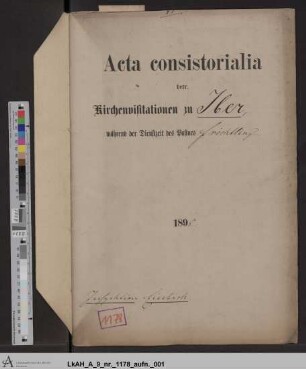 Acta consistorialia
betr.
Kirchenvisitationen zu Iber,
während der Dienstzeit des Pastors
189
1178
LkAH_A_8_nr_1178_aufn._001